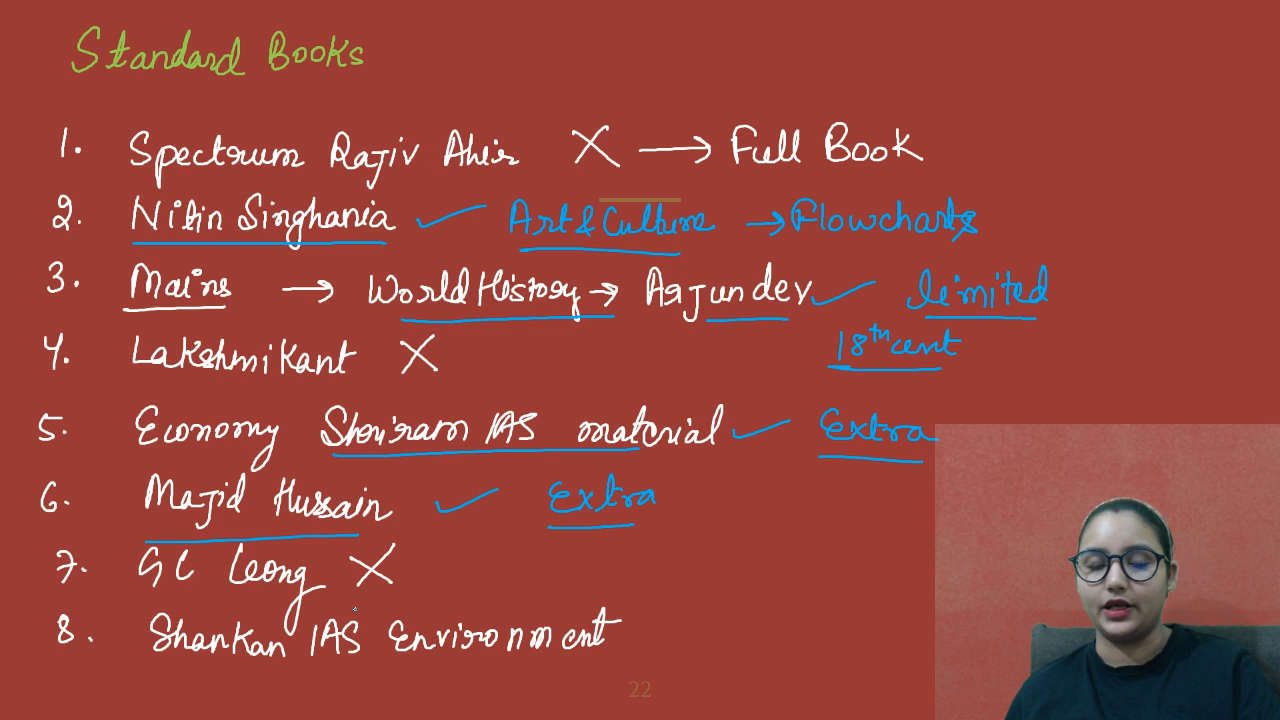 Standard Books
1. Spectrum Rajiv Ahir X → Full Book
2. Nitin Singhania ✓ Art & Culture → Flowcharts
3. Mains → World History → Arjun dev ✓ limited
18th cent
4. Lakshmikant X
5. Economy Shriram IAS material ✓ Extra
6. Majid Hussain ✓ Extra
7. GC Leong X
8. Shankar IAS Environment
22